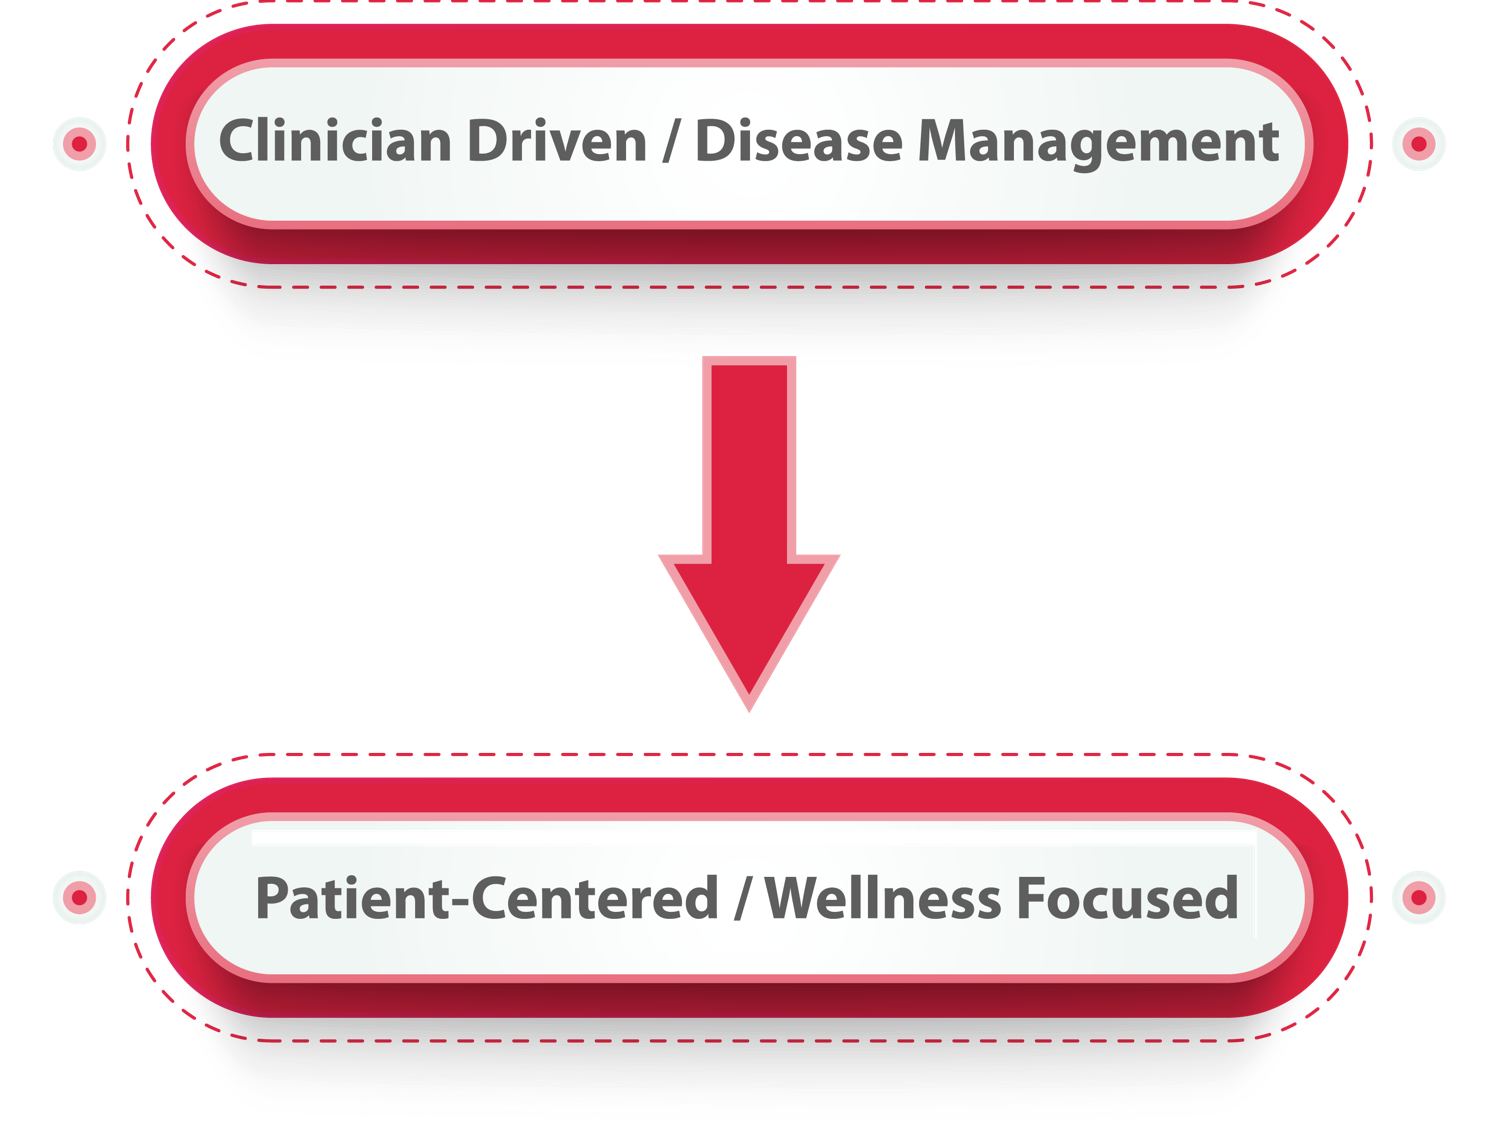 Clinician Driven / Disease Management
Patient-Centered / Wellness Focused